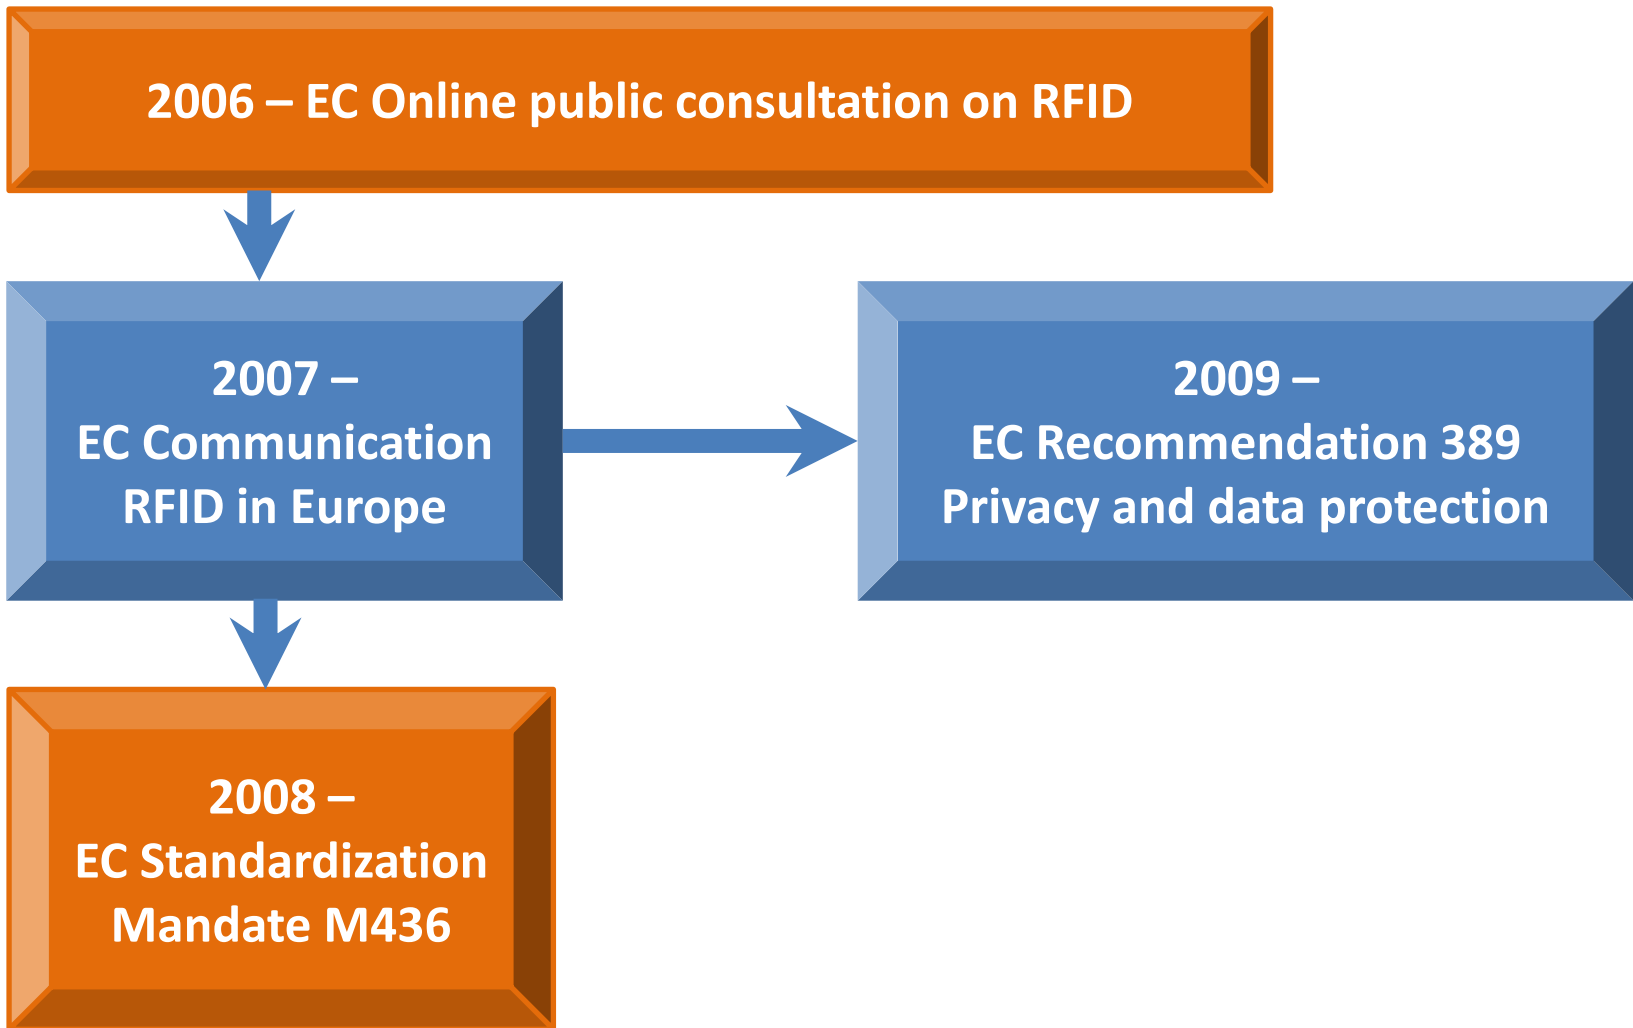 2006 – EC Online public consultation on RFID
2007 –
EC Communication
RFID in Europe
2009 –
EC Recommendation 389
Privacy and data protection
2008 –
EC Standardization
Mandate M436